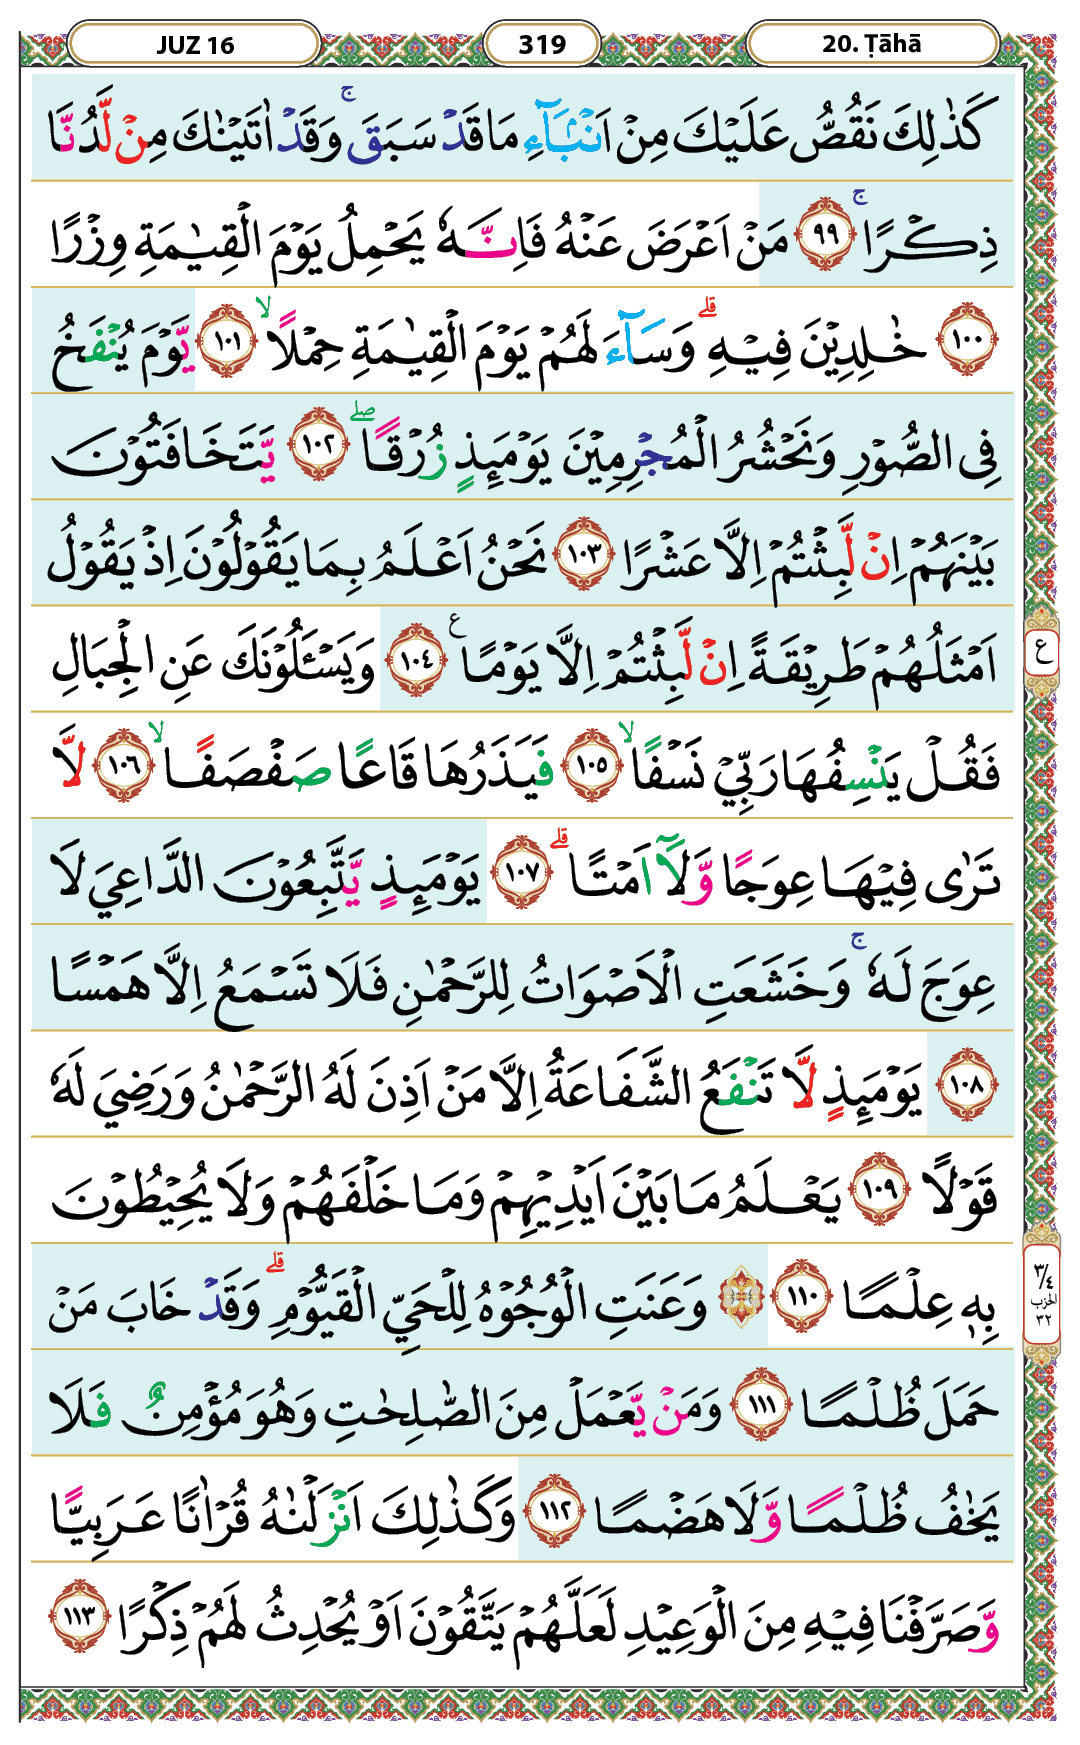 JUZ 16
319
20. Ṭāhā
كَذٰلِكَ نَقُصُّ عَلَيْكَ مِنْ اَنْۢبَآءِ مَا قَدْ سَبَقَ ۚ وَقَدْ اٰتَيْنٰكَ مِنْ لَّدُنَّا
ذِكْرًا ۚ ٩٩ مَنْ اَعْرَضَ عَنْهُ فَاِنَّهٗ يَحْمِلُ يَوْمَ الْقِيٰمَةِ وِزْرًا
١٠٠ خٰلِدِيْنَ فِيْهِ ۗ وَسَآءَ لَهُمْ يَوْمَ الْقِيٰمَةِ حِمْلًا ۙ ١٠١ يَّوْمَ يُنْفَخُ
فِى الصُّوْرِ وَنَحْشُرُ الْمُجْرِمِيْنَ يَوْمَئِذٍ زُرْقًا ۖ ١٠٢ يَّتَخَافَتُوْنَ
بَيْنَهُمْ اِنْ لَّبِثْتُمْ اِلَّا عَشْرًا ١٠٣ نَحْنُ اَعْلَمُ بِمَا يَقُوْلُوْنَ اِذْ يَقُوْلُ
اَمْثَلُهُمْ طَرِيْقَةً اِنْ لَّبِثْتُمْ اِلَّا يَوْمًا ع ١٠٤ وَيَسْـَٔلُوْنَكَ عَنِ الْجِبَالِ
ع
فَقُلْ يَنْسِفُهَا رَبِّيْ نَسْفًا ۙ ١٠٥ فَيَذَرُهَا قَاعًا صَفْصَفًا ۙ ١٠٦ لَّا
تَرٰى فِيْهَا عِوَجًا وَّلَآ اَمْتًا ۗ ١٠٧ يَوْمَئِذٍ يَّتَّبِعُوْنَ الدَّاعِيَ لَا
عِوَجَ لَهٗ ۚ وَخَشَعَتِ الْاَصْوَاتُ لِلرَّحْمٰنِ فَلَا تَسْمَعُ اِلَّا هَمْسًا
١٠٨ يَوْمَئِذٍ لَّا تَنْفَعُ الشَّفَاعَةُ اِلَّا مَنْ اَذِنَ لَهُ الرَّحْمٰنُ وَرَضِيَ لَهٗ
قَوْلًا ١٠٩ يَعْلَمُ مَا بَيْنَ اَيْدِيْهِمْ وَمَا خَلْفَهُمْ وَلَا يُحِيْطُوْنَ
بِهٖ عِلْمًا ١١٠ ۞ وَعَنَتِ الْوُجُوْهُ لِلْحَيِّ الْقَيُّوْمِ ۗ وَقَدْ خَابَ مَنْ
٣/٤
الحزب
٣٢
حَمَلَ ظُلْمًا ١١١ وَمَنْ يَّعْمَلْ مِنَ الصّٰلِحٰتِ وَهُوَ مُؤْمِنٌ فَلَا
يَخٰفُ ظُلْمًا وَّلَا هَضْمًا ١١٢ وَكَذٰلِكَ اَنْزَلْنٰهُ قُرْاٰنًا عَرَبِيًّا
وَّصَرَّفْنَا فِيْهِ مِنَ الْوَعِيْدِ لَعَلَّهُمْ يَتَّقُوْنَ اَوْ يُحْدِثُ لَهُمْ ذِكْرًا ١١٣